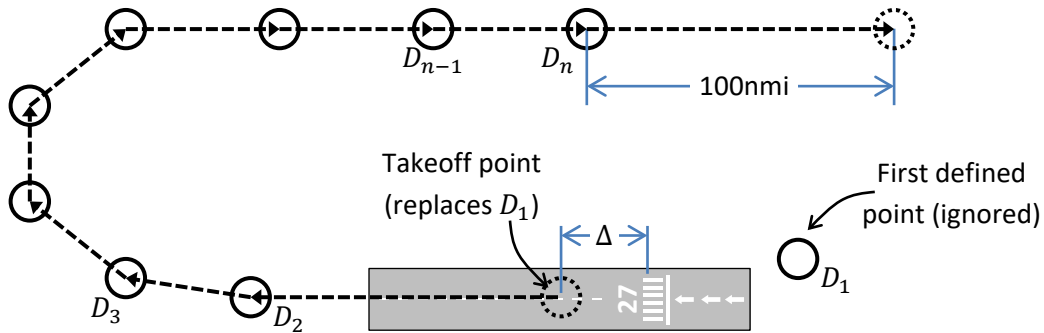 D_{n-1}
D_n
100nmi
Takeoff point
(replaces D_1)
First defined
point (ignored)
Δ
D_1
27
D_3
D_2